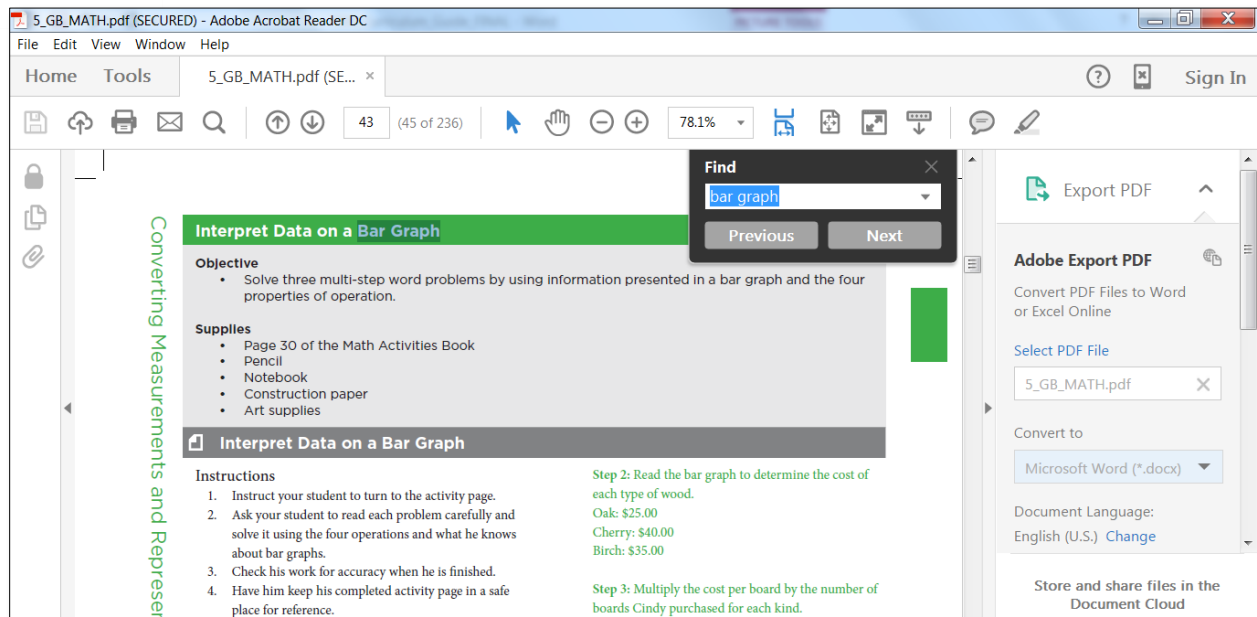 5_GB_MATH.pdf (SECURED) - Adobe Acrobat Reader DC
File Edit View Window Help
Home Tools 5_GB_MATH.pdf (SE... × ? Sign In
43 (45 of 236) 78.1%
Find
bar graph
Previous Next
Export PDF
Adobe Export PDF
Convert PDF Files to Word
or Excel Online
Select PDF File
5_GB_MATH.pdf
Convert to
Microsoft Word (*.docx)
Document Language:
English (U.S.) Change
Store and share files in the
Document Cloud
Converting Measurements and Represer
Interpret Data on a Bar Graph
Objective
• Solve three multi-step word problems by using information presented in a bar graph and the four
properties of operation.
Supplies
• Page 30 of the Math Activities Book
• Pencil
• Notebook
• Construction paper
• Art supplies
Interpret Data on a Bar Graph
Instructions
1. Instruct your student to turn to the activity page.
2. Ask your student to read each problem carefully and
solve it using the four operations and what he knows
about bar graphs.
3. Check his work for accuracy when he is finished.
4. Have him keep his completed activity page in a safe
place for reference.
Step 2: Read the bar graph to determine the cost of
each type of wood.
Oak: $25.00
Cherry: $40.00
Birch: $35.00
Step 3: Multiply the cost per board by the number of
boards Cindy purchased for each kind.